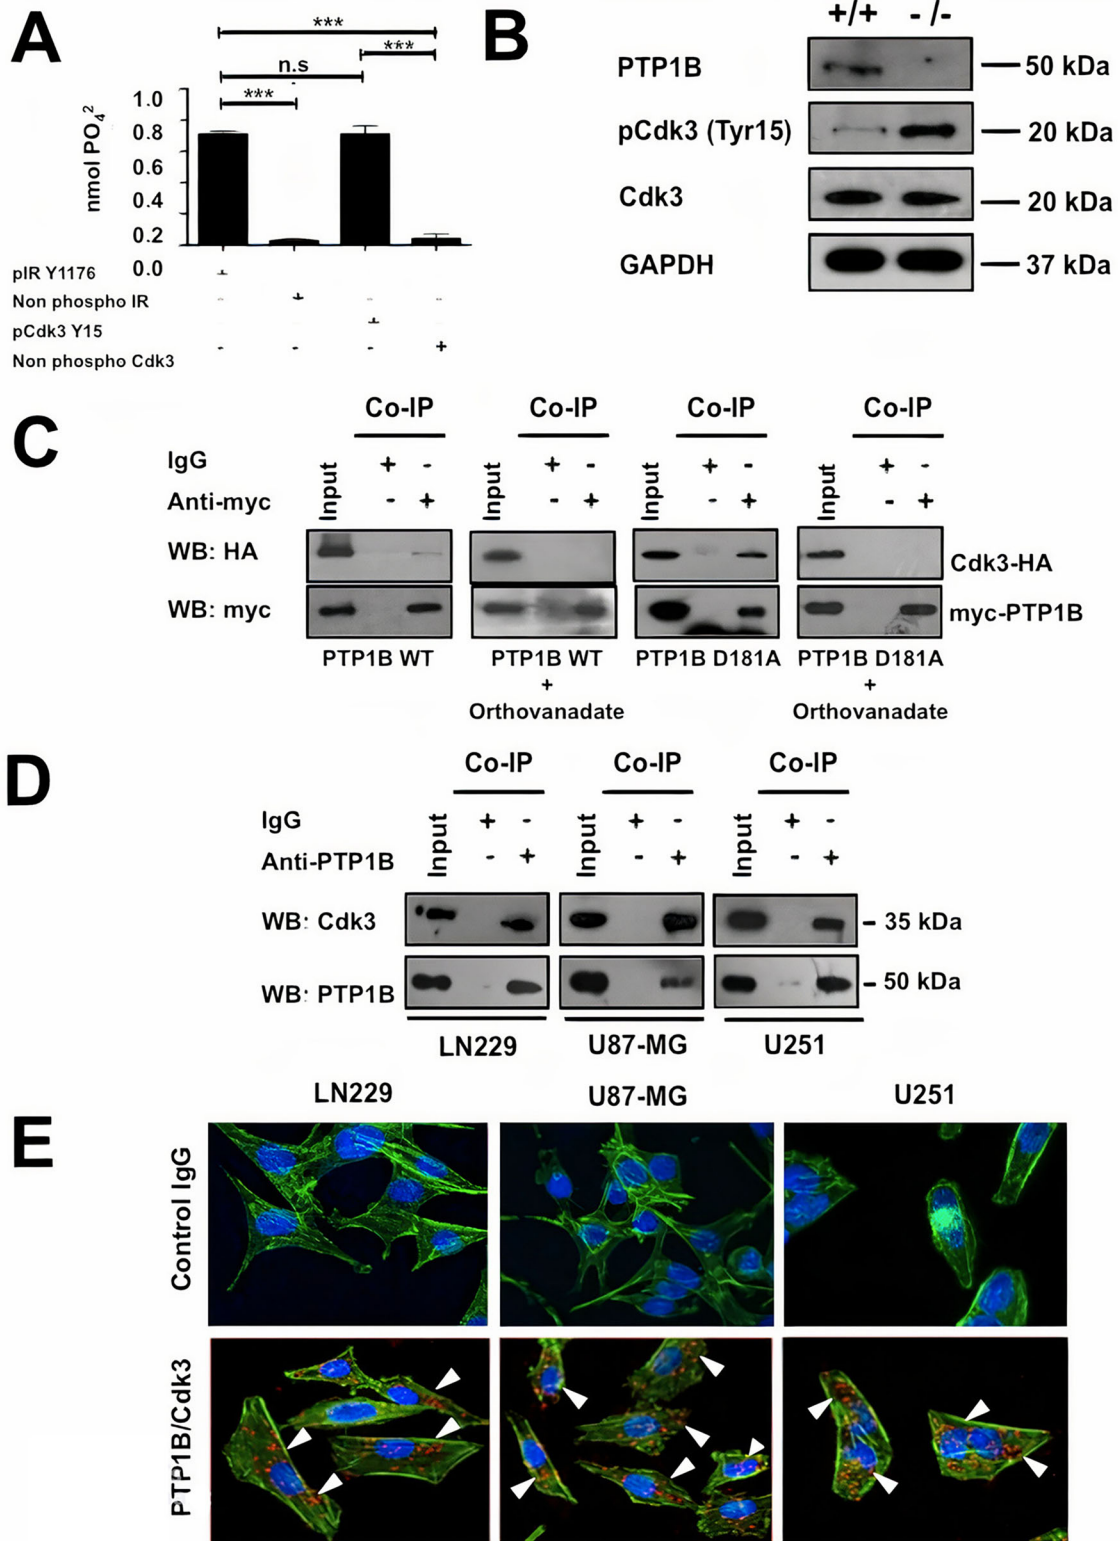 A
***
***
n.s
***
nmol PO₄²
1.0
0.8
0.6
0.4
0.2
0.0
pIR Y1176 +
Non phospho IR - + - -
pCdk3 Y15 +
Non phospho Cdk3 - - - +
B
+/+ - /-
PTP1B 50 kDa
pCdk3 (Tyr15) 20 kDa
Cdk3 20 kDa
GAPDH 37 kDa
C
Co-IP Co-IP Co-IP Co-IP
IgG + - + - + - + -
Anti-myc - + - + - + - +
Input Input Input Input
WB: HA Cdk3-HA
WB: myc myc-PTP1B
PTP1B WT PTP1B WT PTP1B D181A PTP1B D181A
+ +
Orthovanadate Orthovanadate
D
Co-IP Co-IP Co-IP
IgG + - + - + -
Anti-PTP1B - + - + - +
Input Input Input
WB: Cdk3 - 35 kDa
WB: PTP1B - 50 kDa
LN229 U87-MG U251
E
LN229 U87-MG U251
Control IgG
PTP1B/Cdk3